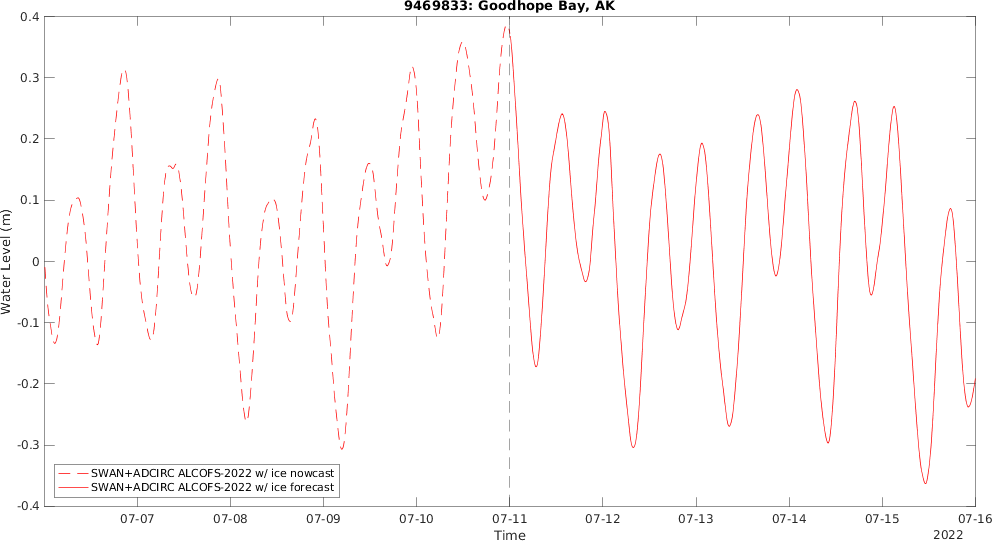 9469833: Goodhope Bay, AK
0.4
0.3
0.2
0.1
0
-0.1
-0.2
-0.3
-0.4
Water Level (m)
SWAN+ADCIRC ALCOFS-2022 w/ ice nowcast
SWAN+ADCIRC ALCOFS-2022 w/ ice forecast
07-07 07-08 07-09 07-10 07-11 07-12 07-13 07-14 07-15 07-16
Time
2022